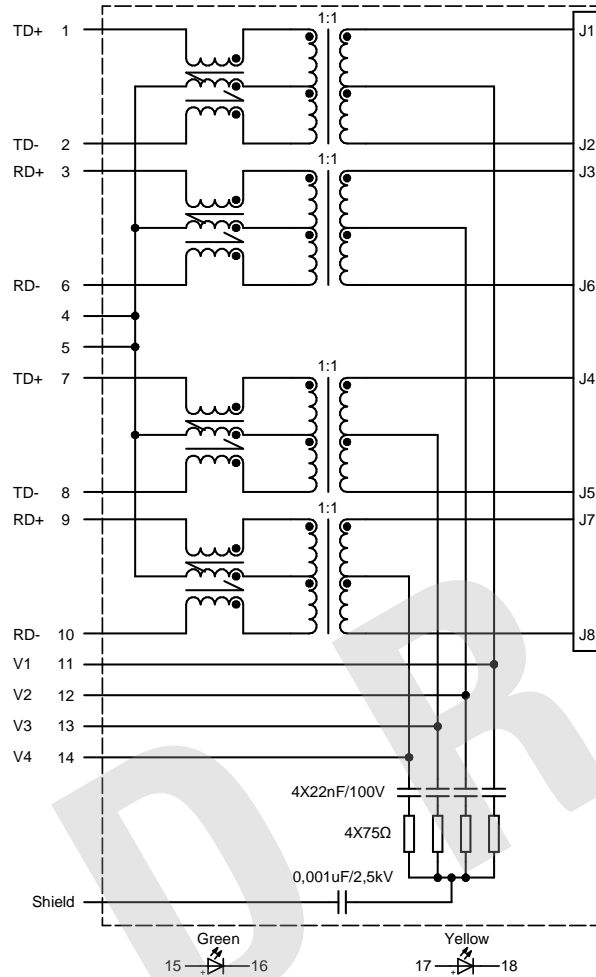 1:1
TD+ 1 J1
TD- 2 J2
RD+ 3 J3
1:1
RD- 6 J6
4
5
1:1
TD+ 7 J4
TD- 8 J5
1:1
RD+ 9 J7
RD- 10 J8
V1 11
V2 12
V3 13
V4 14
4X22nF/100V
4X75Ω
0,001uF/2,5kV
Shield
Green Yellow
15 + 16 17 + 18
D R